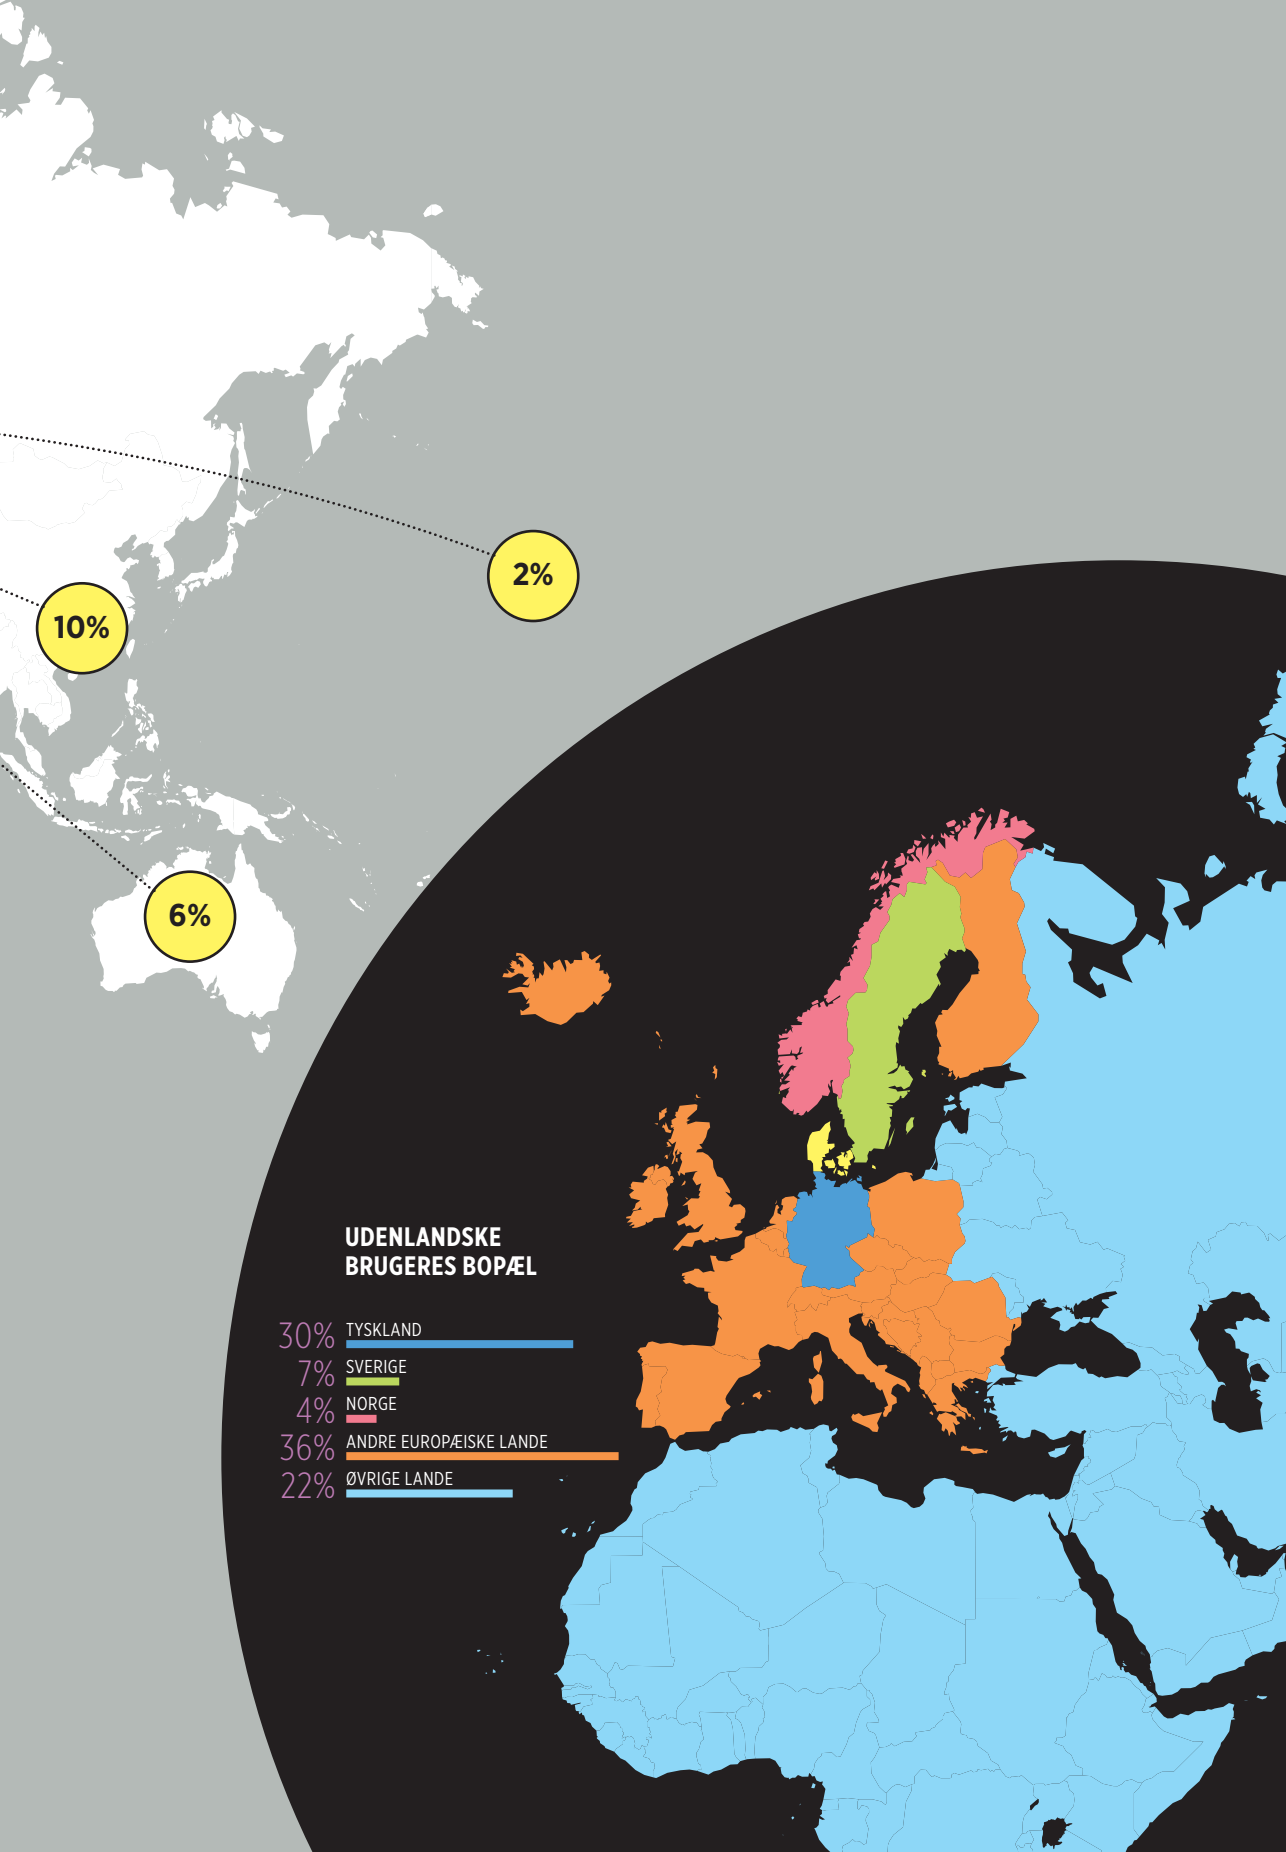 2%
10%
6%
UDENLANDSKE
BRUGERES BOPÆL
30% TYSKLAND
7% SVERIGE
4% NORGE
36% ANDRE EUROPÆISKE LANDE
22% ØVRIGE LANDE